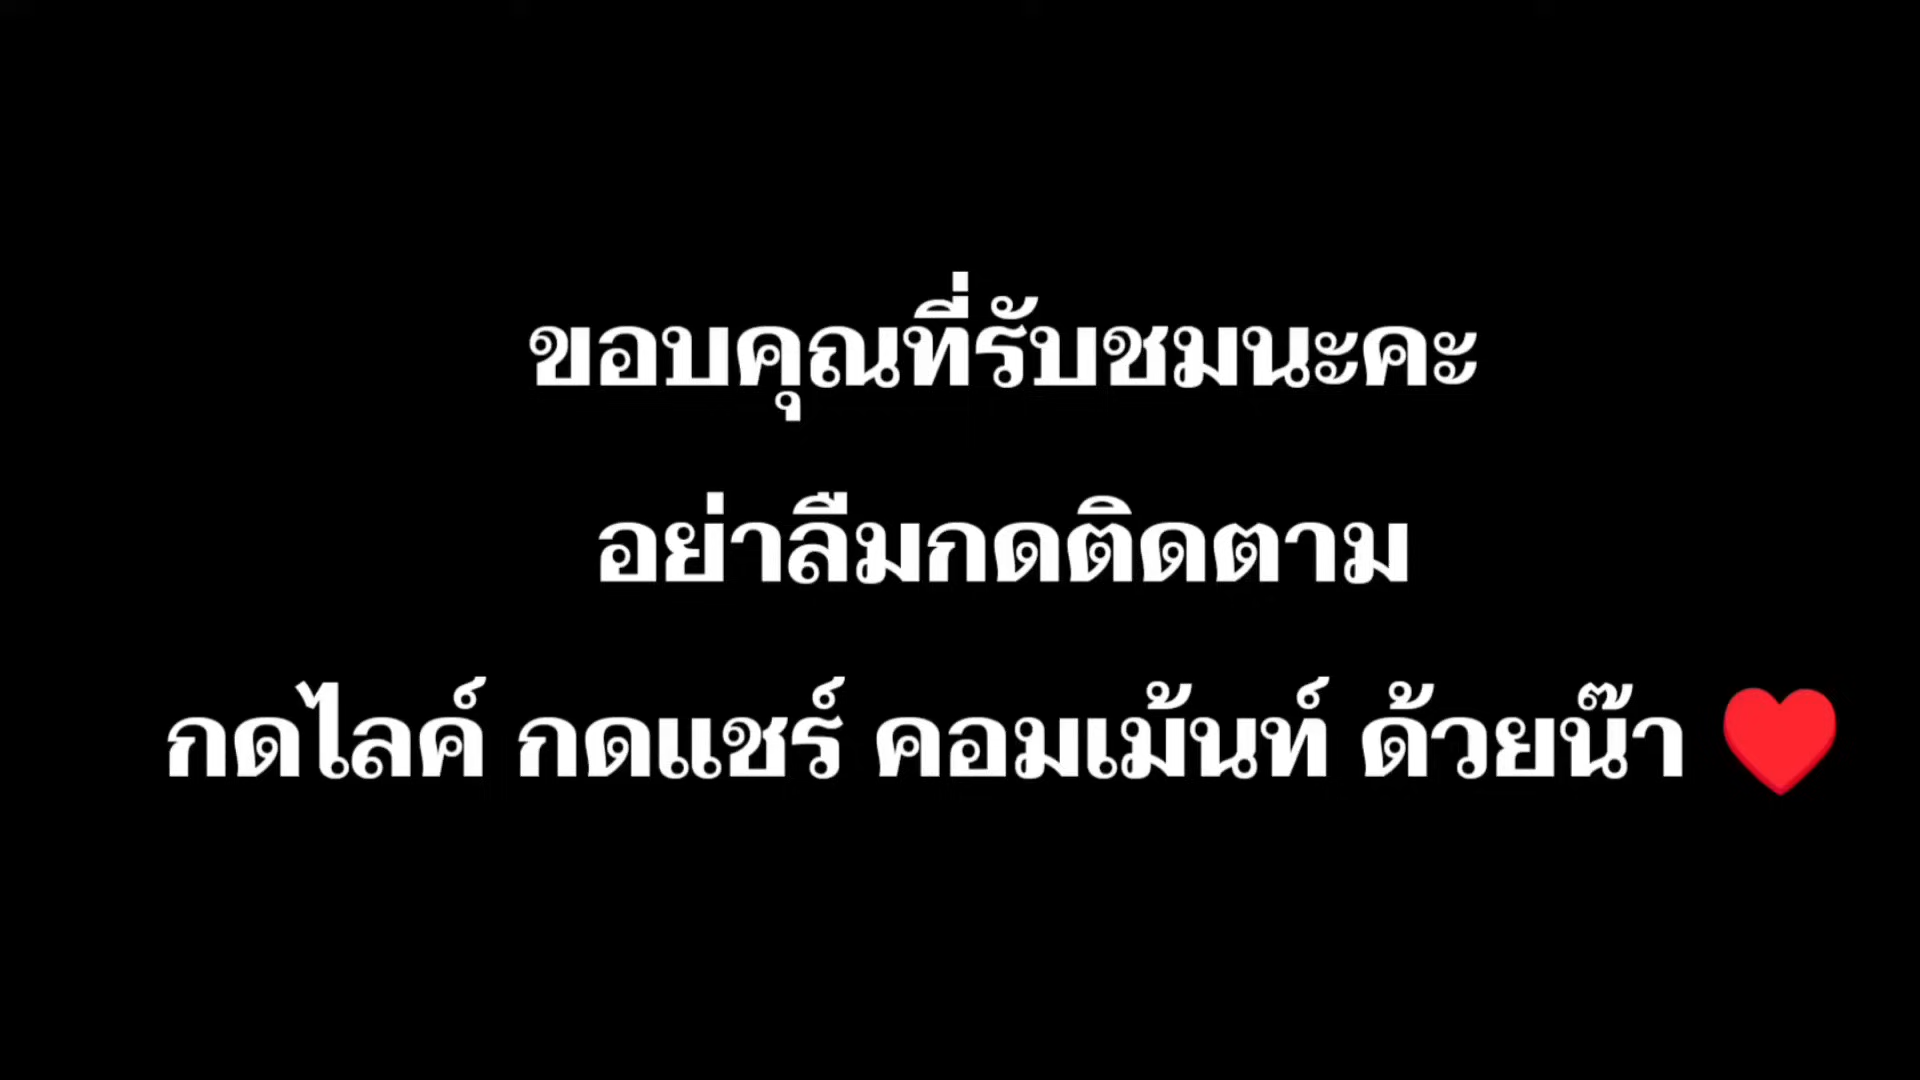 ขอบคุณที่รับชมนะคะ
อย่าลืมกดติดตาม
กดไลค์ กดแชร์ คอมเม้นท์ ด้วยน๊า ♥️